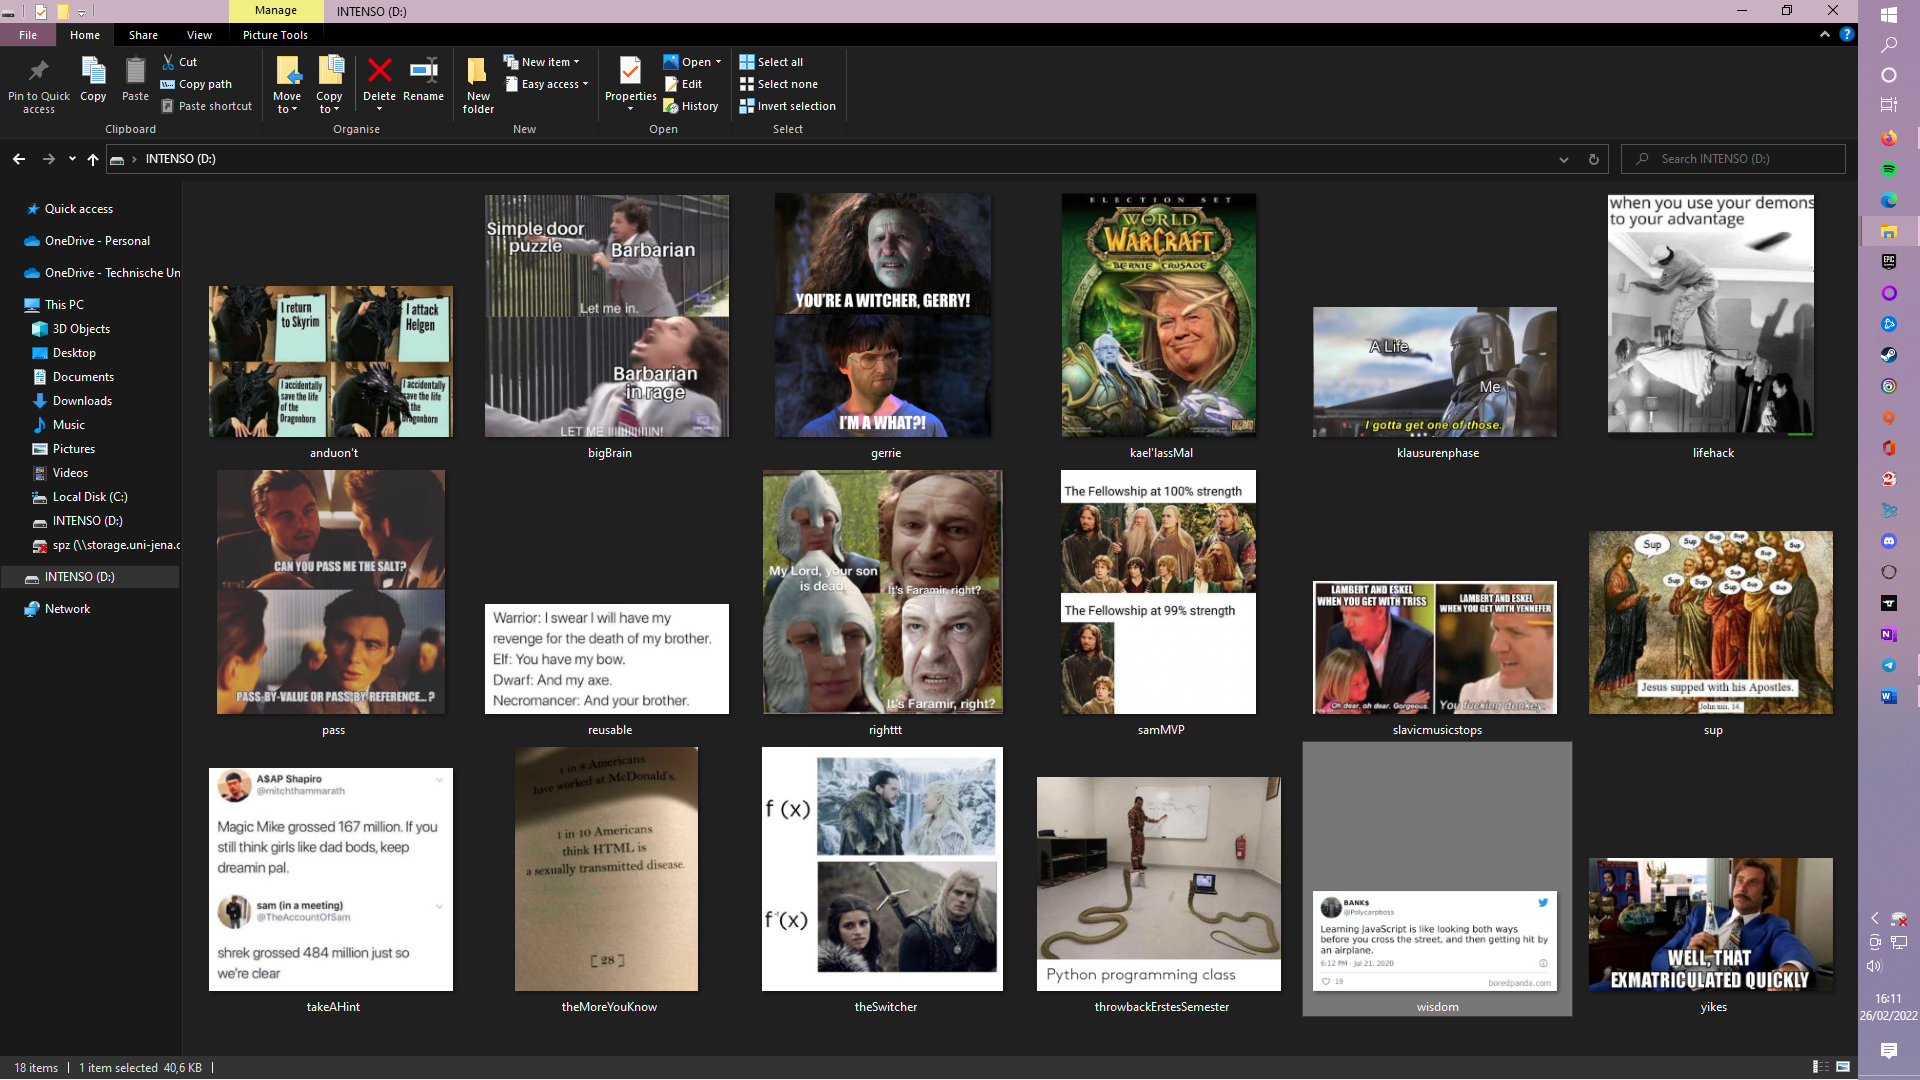 Manage
INTENSO (D:)
File
Home
Share
View
Picture Tools
Pin to Quick access
Copy
Paste
Cut
Copy path
Paste shortcut
Clipboard
Move to
Copy to
Delete
Rename
Organise
New folder
New item
Easy access
New
Properties
Open
Edit
History
Open
Select all
Select none
Invert selection
Select
INTENSO (D:)
Search INTENSO (D:)
Quick access
OneDrive - Personal
OneDrive - Technische Un
This PC
3D Objects
Desktop
Documents
Downloads
Music
Pictures
Videos
Local Disk (C:)
INTENSO (D:)
spz (\\storage.uni-jena.c
INTENSO (D:)
Network
I return
to Skyrim
I attack
Helgen
I accidentally
save the life
of the
Dragonborn
I accidentally
save the life
of the
Dragonborn
anduon't
Simple door
puzzle
Barbarian
Let me in.
Barbarian
in rage
LET ME IIIIIIIIIIIIN!
bigBrain
YOU'RE A WITCHER, GERRY!
I'M A WHAT?!
gerrie
ELECTION SET
WORLD
OF
WARCRAFT
BERNIE CRUSADE
kael'lassMal
A Life
Me
I gotta get one of those.
klausurenphase
when you use your demons
to your advantage
lifehack
CAN YOU PASS ME THE SALT?
PASS-BY-VALUE OR PASS-BY-REFERENCE... ?
pass
Warrior: I swear I will have my
revenge for the death of my brother.
Elf: You have my bow.
Dwarf: And my axe.
Necromancer: And your brother.
reusable
My Lord, your son
is dead.
It's Faramir, right?
It's Faramir, right?
righttt
The Fellowship at 100% strength
The Fellowship at 99% strength
samMVP
LAMBERT AND ESKEL
WHEN YOU GET WITH TRISS
LAMBERT AND ESKEL
WHEN YOU GET WITH YENNEFER
Oh dear, oh dear. Gorgeous.
You fucking donkey.
slavicmusicstops
Sup
Sup
Sup
Sup
Sup
Sup
Sup
Sup
Sup
Sup
Sup
Jesus supped with his Apostles.
John xiii, 14.
sup
A$AP Shapiro
@mitchthammarath
Magic Mike grossed 167 million. If you
still think girls like dad bods, keep
dreamin pal.
sam (in a meeting)
@TheAccountOfSam
shrek grossed 484 million just so
we're clear
takeAHint
1 in 8 Americans
have worked at McDonald's.
1 in 10 Americans
think HTML is
a sexually transmitted disease.
[ 28 ]
theMoreYouKnow
f (x)
f⁻(x)
theSwitcher
Python programming class
throwbackErstesSemester
BANK$
@Polycarpboss
Learning JavaScript is like looking both ways
before you cross the street, and then getting hit by
an airplane.
6:12 PM · Jul 21, 2020
19
boredpanda.com
wisdom
WELL, THAT
EXMATRICULATED QUICKLY
yikes
EPIC
16:11
26/02/2022
18 items
1 item selected 40,6 KB